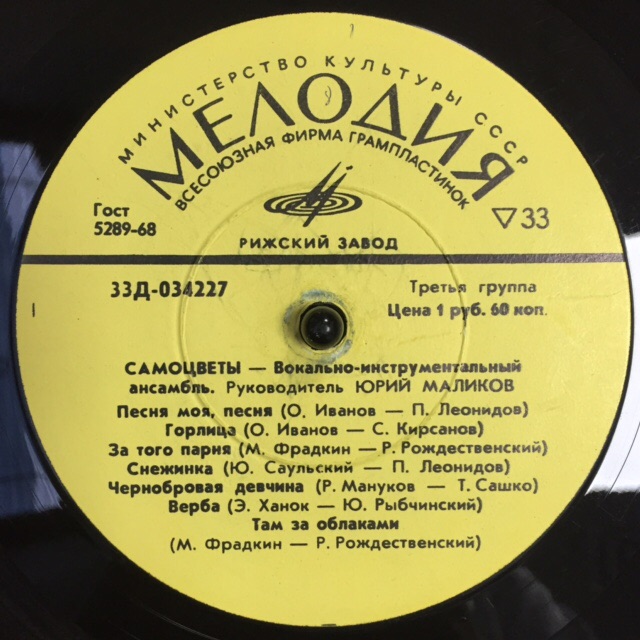 МИНИСТЕРСТВО КУЛЬТУРЫ СССР
МЕЛОДИЯ
ВСЕСОЮЗНАЯ ФИРМА ГРАМПЛАСТИНОК
Гост
5289-68
▽33
РИЖСКИЙ ЗАВОД
33Д-034227
Третья группа
Цена 1 руб. 60 коп.
САМОЦВЕТЫ — Вокально-инструментальный
ансамбль. Руководитель ЮРИЙ МАЛИКОВ
Песня моя, песня (О. Иванов — П. Леонидов)
Горлица (О. Иванов — С. Кирсанов)
За того парня (М. Фрадкин — Р. Рождественский)
Снежинка (Ю. Саульский — П. Леонидов)
Чернобровая девчина (Р. Мануков — Т. Сашко)
Верба (Э. Ханок — Ю. Рыбчинский)
Там за облаками
(М. Фрадкин — Р. Рождественский)